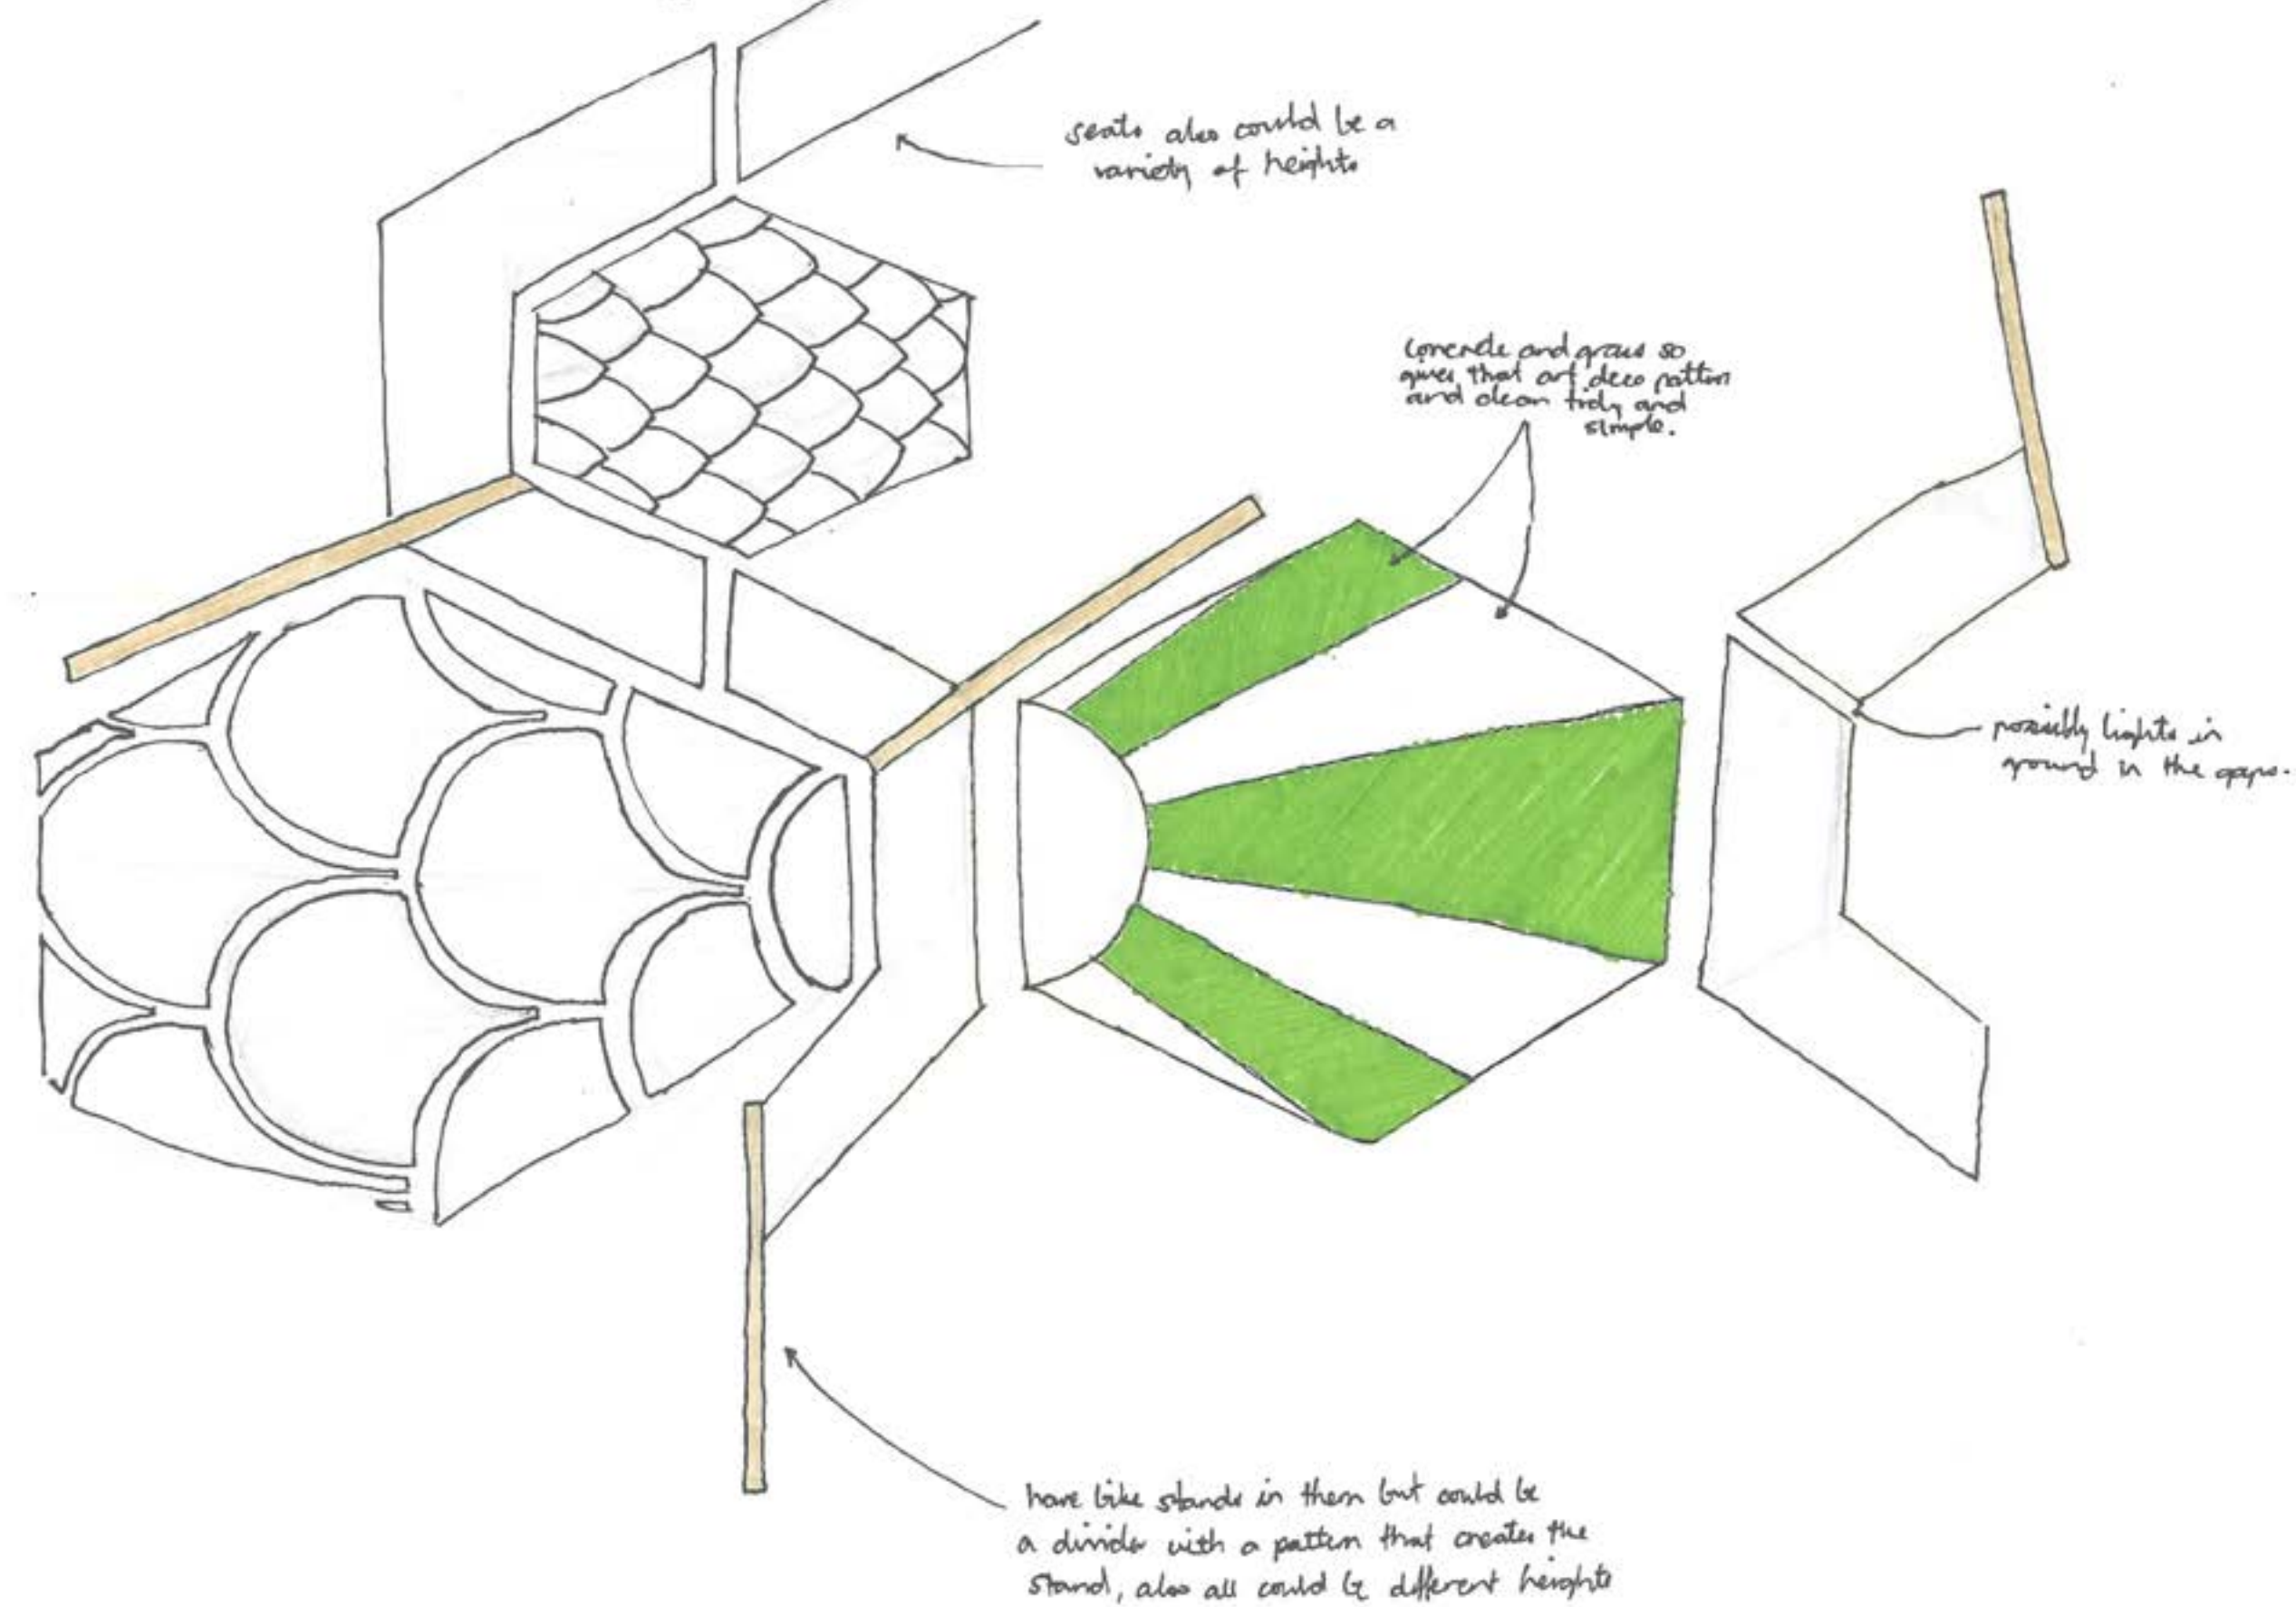 seats also could be a
variety of heights
concrete and grass so
gives that art deco pattern
and clean tidy and
simple.
possibly lights in
ground in the gaps.
have like stands in them but could be
a divider with a pattern that creates the
stand, also all could be different heights